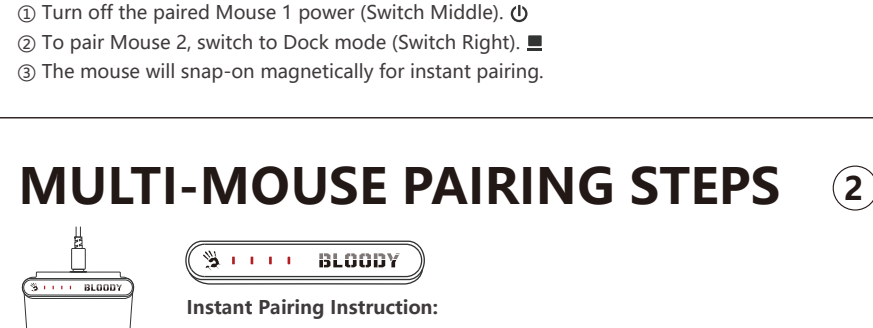 ① Turn off the paired Mouse 1 power (Switch Middle).
② To pair Mouse 2, switch to Dock mode (Switch Right).
③ The mouse will snap-on magnetically for instant pairing.
MULTI-MOUSE PAIRING STEPS ②
BLOODY
BLOODY
Instant Pairing Instruction: